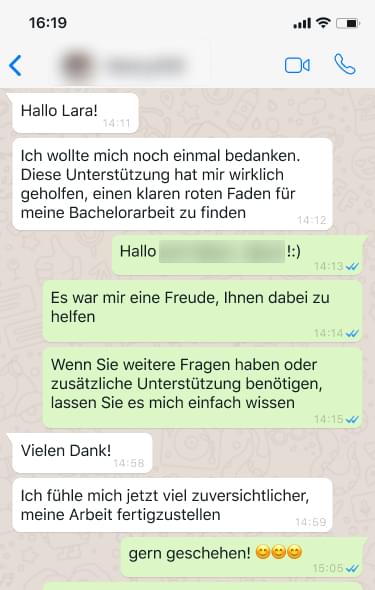 16:19
Hallo Lara!
14:11
Ich wollte mich noch einmal bedanken.
Diese Unterstützung hat mir wirklich
geholfen, einen klaren roten Faden für
meine Bachelorarbeit zu finden
14:12
Hallo !:)
14:13
Es war mir eine Freude, Ihnen dabei zu
helfen
14:14
Wenn Sie weitere Fragen haben oder
zusätzliche Unterstützung benötigen,
lassen Sie es mich einfach wissen
14:15
Vielen Dank!
14:58
Ich fühle mich jetzt viel zuversichtlicher,
meine Arbeit fertigzustellen
14:59
gern geschehen! 😊😊😊
15:05